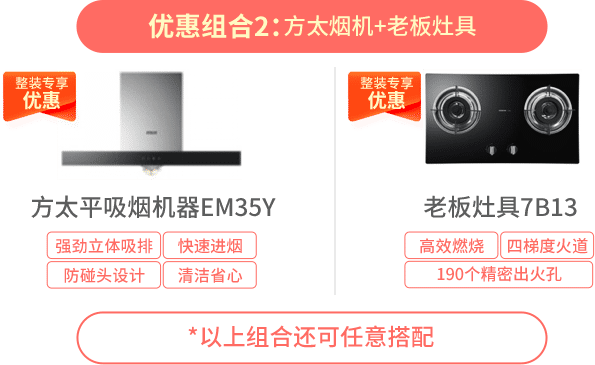 优惠组合2:方太烟机+老板灶具
整装专享
优惠
整装专享
优惠
方太平吸烟机器EM35Y
老板灶具7B13
强劲立体吸排
快速进烟
高效燃烧
四梯度火道
防碰头设计
清洁省心
190个精密出火孔
*以上组合还可任意搭配